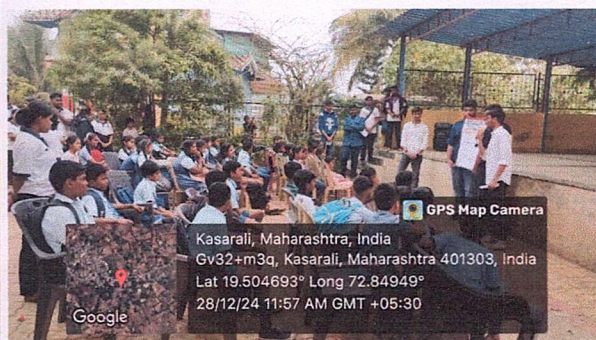 GPS Map Camera
Kasarali, Maharashtra, India
Gv32+m3q, Kasarali, Maharashtra 401303, India
Lat 19.504693° Long 72.84949°
28/12/24 11:57 AM GMT +05:30
Google